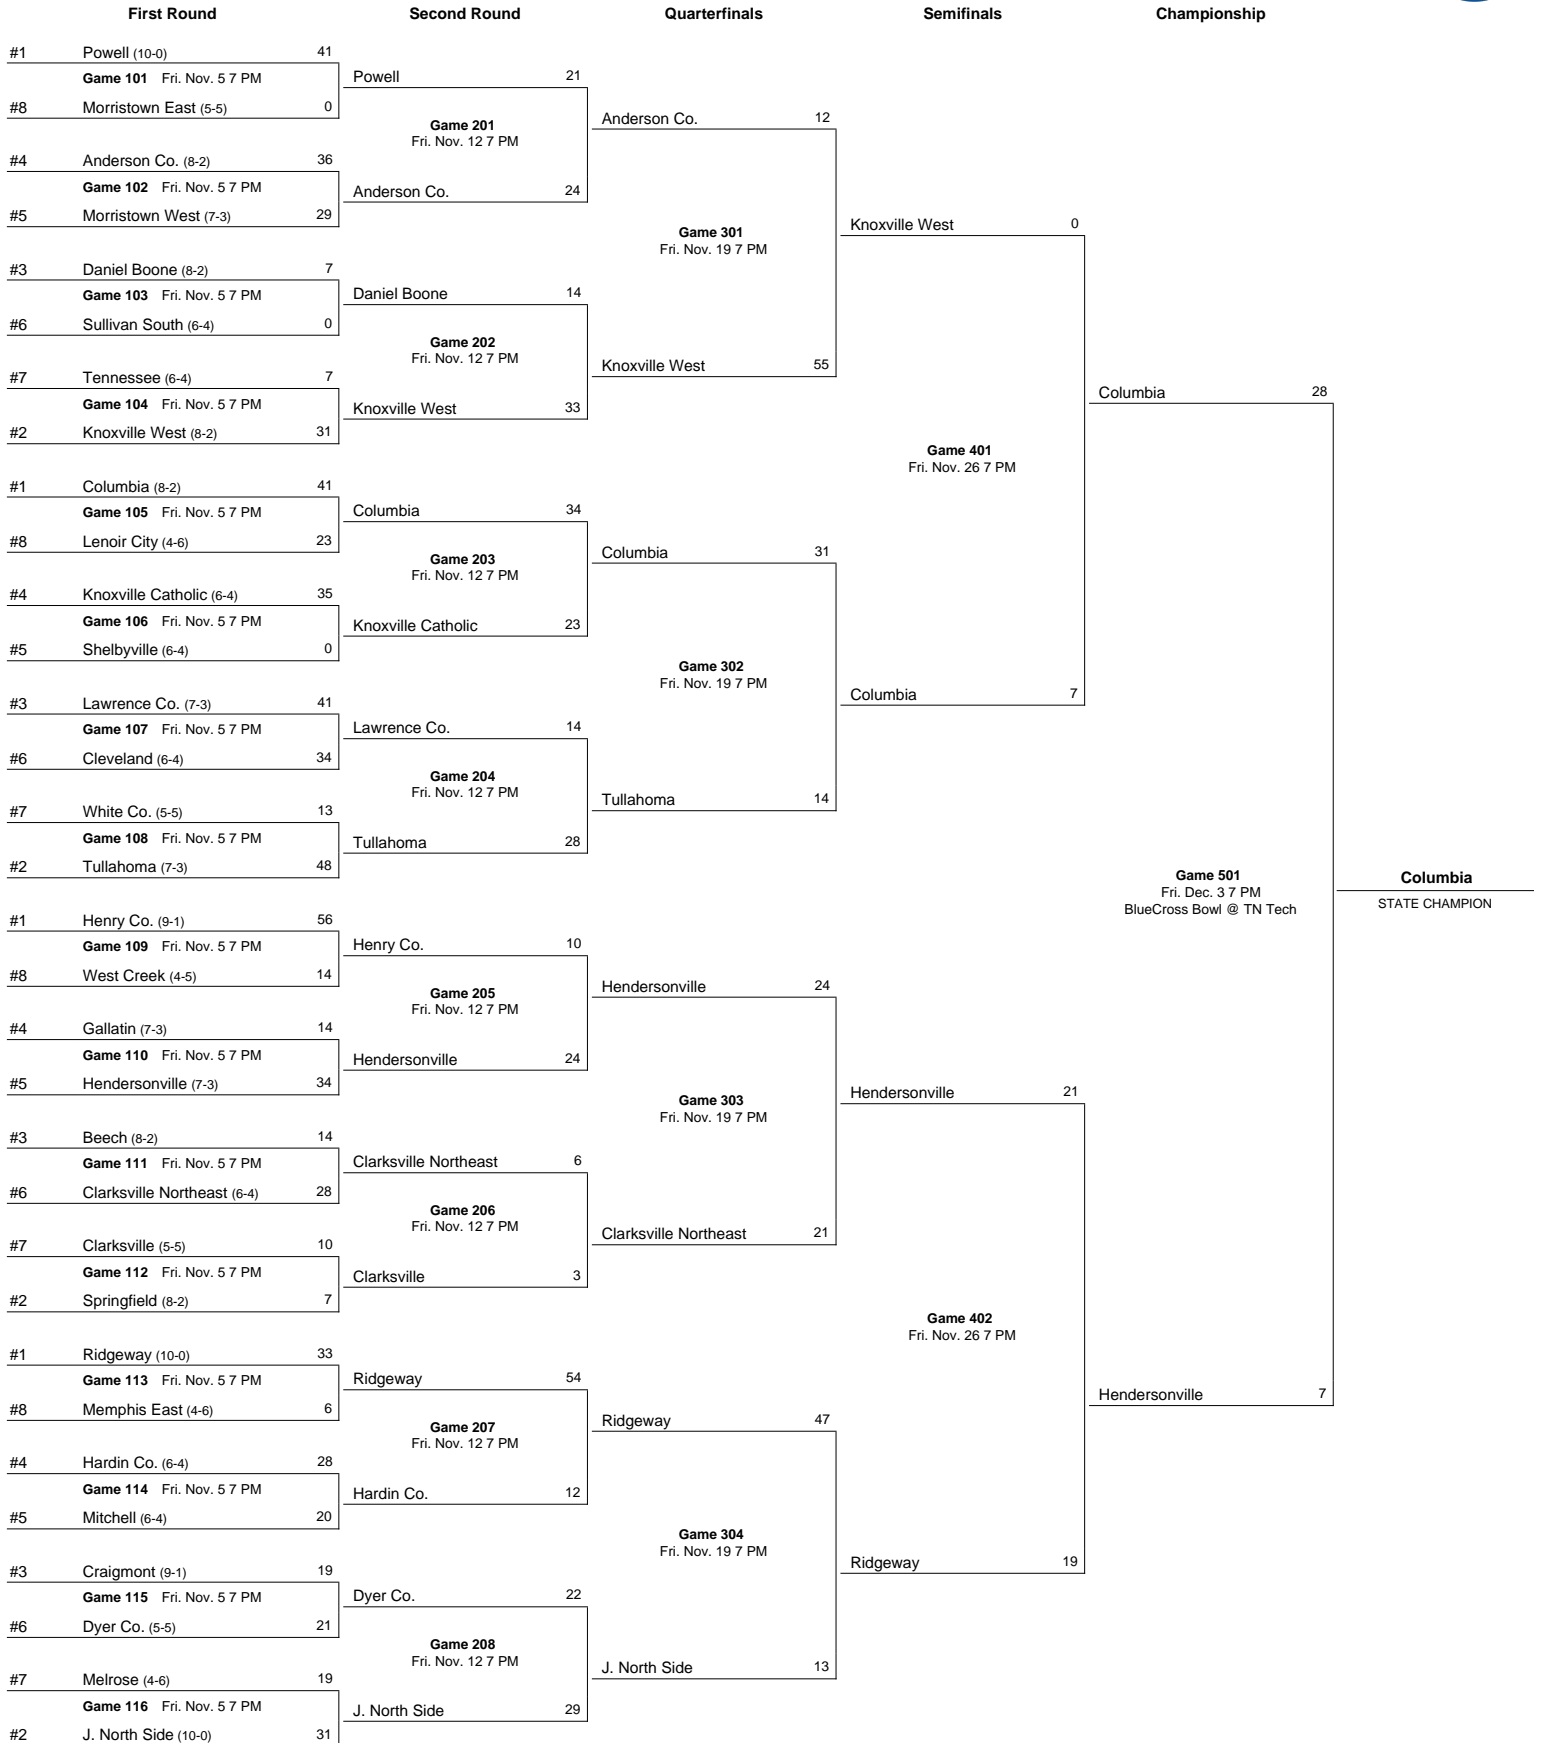 First Round
Second Round
Quarterfinals
Semifinals
Championship
#1 Powell (10-0) 41
Game 101 Fri. Nov. 5 7 PM
#8 Morristown East (5-5) 0
#4 Anderson Co. (8-2) 36
Game 102 Fri. Nov. 5 7 PM
#5 Morristown West (7-3) 29
#3 Daniel Boone (8-2) 7
Game 103 Fri. Nov. 5 7 PM
#6 Sullivan South (6-4) 0
#7 Tennessee (6-4) 7
Game 104 Fri. Nov. 5 7 PM
#2 Knoxville West (8-2) 31
#1 Columbia (8-2) 41
Game 105 Fri. Nov. 5 7 PM
#8 Lenoir City (4-6) 23
#4 Knoxville Catholic (6-4) 35
Game 106 Fri. Nov. 5 7 PM
#5 Shelbyville (6-4) 0
#3 Lawrence Co. (7-3) 41
Game 107 Fri. Nov. 5 7 PM
#6 Cleveland (6-4) 34
#7 White Co. (5-5) 13
Game 108 Fri. Nov. 5 7 PM
#2 Tullahoma (7-3) 48
#1 Henry Co. (9-1) 56
Game 109 Fri. Nov. 5 7 PM
#8 West Creek (4-5) 14
#4 Gallatin (7-3) 14
Game 110 Fri. Nov. 5 7 PM
#5 Hendersonville (7-3) 34
#3 Beech (8-2) 14
Game 111 Fri. Nov. 5 7 PM
#6 Clarksville Northeast (6-4) 28
#7 Clarksville (5-5) 10
Game 112 Fri. Nov. 5 7 PM
#2 Springfield (8-2) 7
#1 Ridgeway (10-0) 33
Game 113 Fri. Nov. 5 7 PM
#8 Memphis East (4-6) 6
#4 Hardin Co. (6-4) 28
Game 114 Fri. Nov. 5 7 PM
#5 Mitchell (6-4) 20
#3 Craigmont (9-1) 19
Game 115 Fri. Nov. 5 7 PM
#6 Dyer Co. (5-5) 21
#7 Melrose (4-6) 19
Game 116 Fri. Nov. 5 7 PM
#2 J. North Side (10-0) 31
Powell 21
Game 201
Fri. Nov. 12 7 PM
Anderson Co. 24
Daniel Boone 14
Game 202
Fri. Nov. 12 7 PM
Knoxville West 33
Columbia 34
Game 203
Fri. Nov. 12 7 PM
Knoxville Catholic 23
Lawrence Co. 14
Game 204
Fri. Nov. 12 7 PM
Tullahoma 28
Henry Co. 10
Game 205
Fri. Nov. 12 7 PM
Hendersonville 24
Clarksville Northeast 6
Game 206
Fri. Nov. 12 7 PM
Clarksville 3
Ridgeway 54
Game 207
Fri. Nov. 12 7 PM
Hardin Co. 12
Dyer Co. 22
Game 208
Fri. Nov. 12 7 PM
J. North Side 29
Anderson Co. 12
Game 301
Fri. Nov. 19 7 PM
Knoxville West 55
Columbia 31
Game 302
Fri. Nov. 19 7 PM
Tullahoma 14
Hendersonville 24
Game 303
Fri. Nov. 19 7 PM
Clarksville Northeast 21
Ridgeway 47
Game 304
Fri. Nov. 19 7 PM
J. North Side 13
Knoxville West 0
Game 401
Fri. Nov. 26 7 PM
Columbia 7
Hendersonville 21
Game 402
Fri. Nov. 26 7 PM
Ridgeway 19
Columbia 28
Game 501
Fri. Dec. 3 7 PM
BlueCross Bowl @ TN Tech
Hendersonville 7
Columbia
STATE CHAMPION